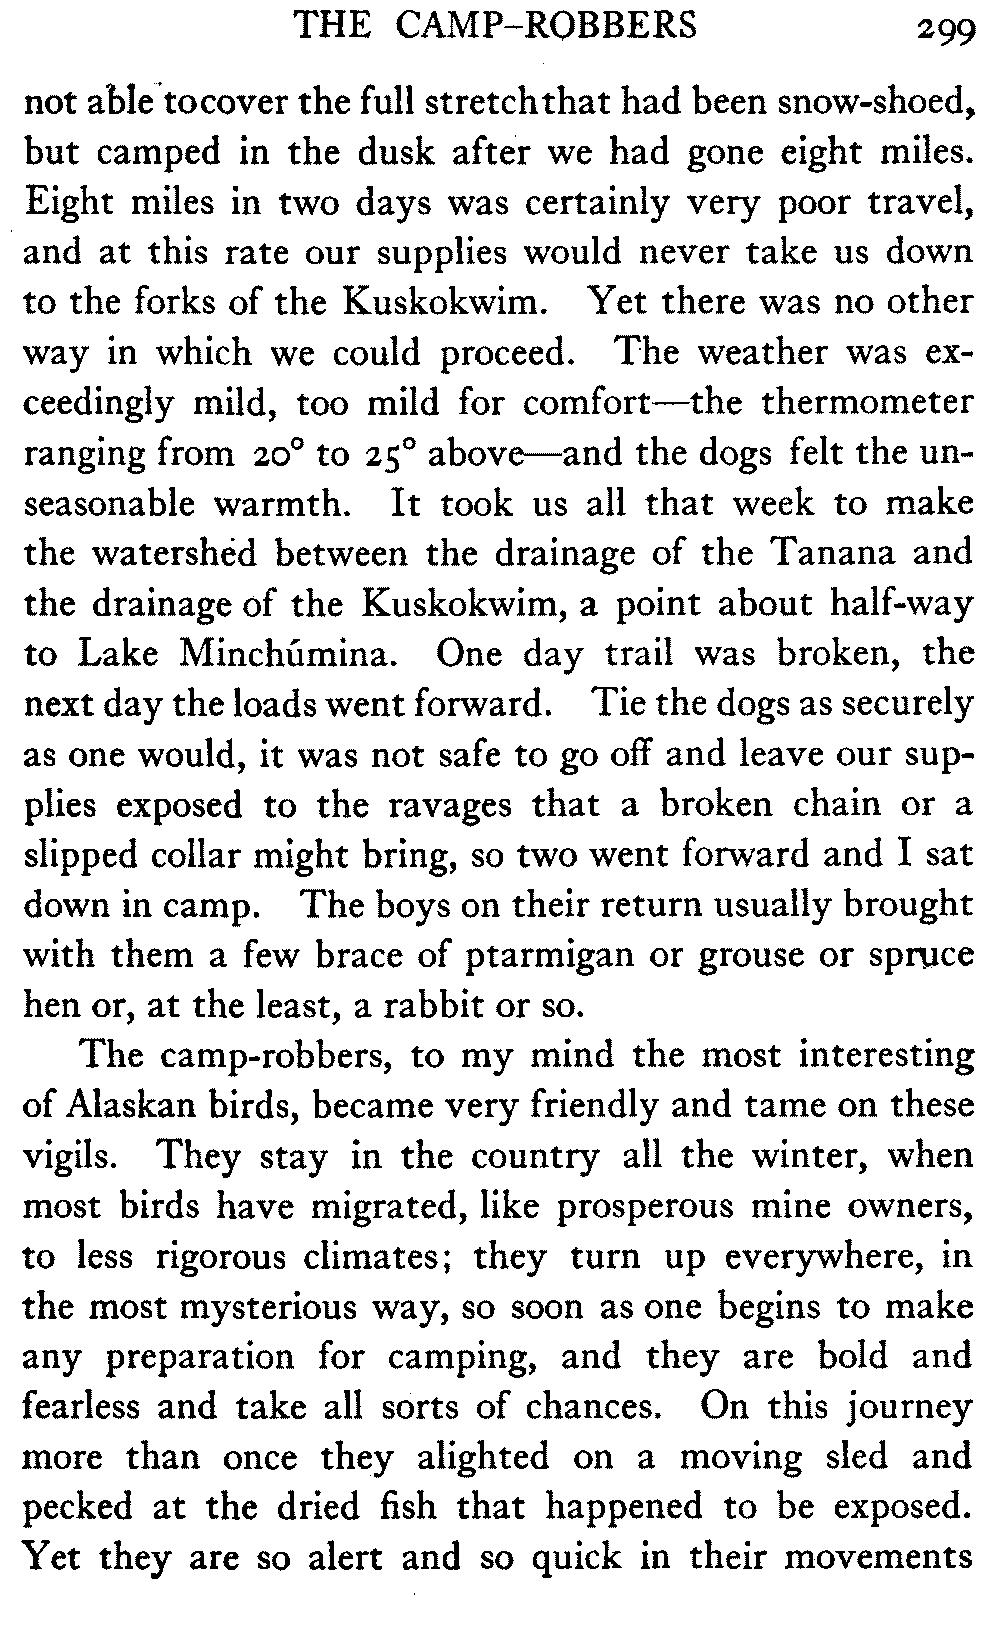 THE CAMP-ROBBERS 299
not able to cover the full stretch that had been snow-shoed,
but camped in the dusk after we had gone eight miles.
Eight miles in two days was certainly very poor travel,
and at this rate our supplies would never take us down
to the forks of the Kuskokwim. Yet there was no other
way in which we could proceed. The weather was ex-
ceedingly mild, too mild for comfort—the thermometer
ranging from 20° to 25° above—and the dogs felt the un-
seasonable warmth. It took us all that week to make
the watershed between the drainage of the Tanana and
the drainage of the Kuskokwim, a point about half-way
to Lake Minchúmina. One day trail was broken, the
next day the loads went forward. Tie the dogs as securely
as one would, it was not safe to go off and leave our sup-
plies exposed to the ravages that a broken chain or a
slipped collar might bring, so two went forward and I sat
down in camp. The boys on their return usually brought
with them a few brace of ptarmigan or grouse or spruce
hen or, at the least, a rabbit or so.
The camp-robbers, to my mind the most interesting
of Alaskan birds, became very friendly and tame on these
vigils. They stay in the country all the winter, when
most birds have migrated, like prosperous mine owners,
to less rigorous climates; they turn up everywhere, in
the most mysterious way, so soon as one begins to make
any preparation for camping, and they are bold and
fearless and take all sorts of chances. On this journey
more than once they alighted on a moving sled and
pecked at the dried fish that happened to be exposed.
Yet they are so alert and so quick in their movements